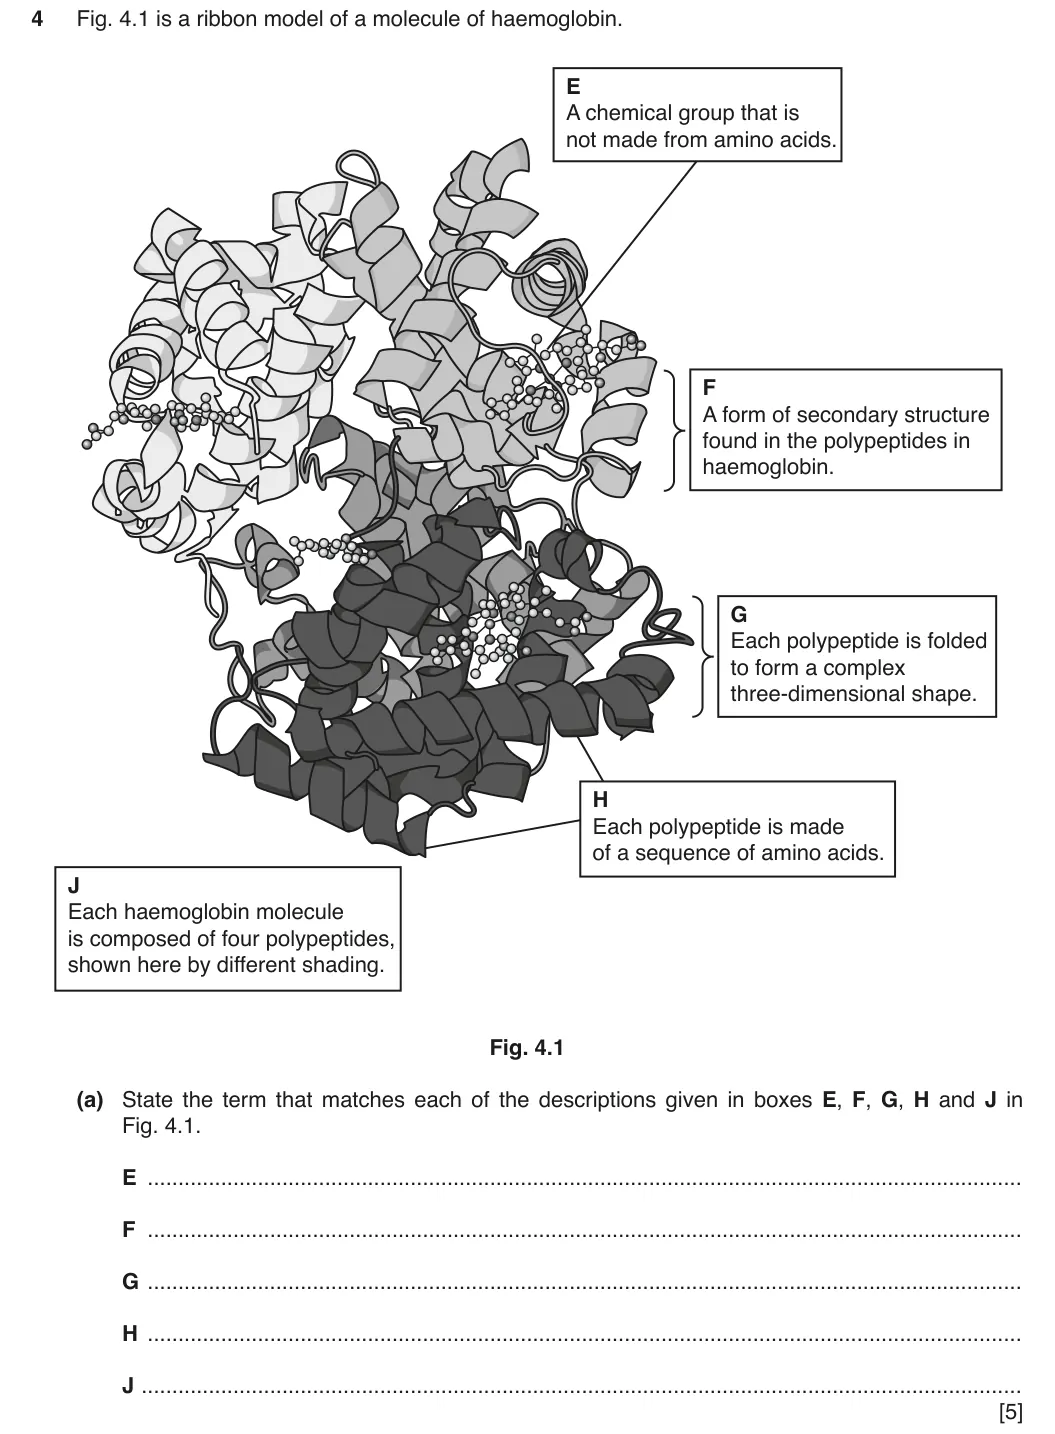 4 Fig. 4.1 is a ribbon model of a molecule of haemoglobin.
E
A chemical group that is
not made from amino acids.
F
A form of secondary structure
found in the polypeptides in
haemoglobin.
G
Each polypeptide is folded
to form a complex
three-dimensional shape.
H
Each polypeptide is made
of a sequence of amino acids.
J
Each haemoglobin molecule
is composed of four polypeptides,
shown here by different shading.
Fig. 4.1
(a) State the term that matches each of the descriptions given in boxes E, F, G, H and J in
Fig. 4.1.
E ....................................................................................................
F ....................................................................................................
G ....................................................................................................
H ....................................................................................................
J ....................................................................................................
[5]